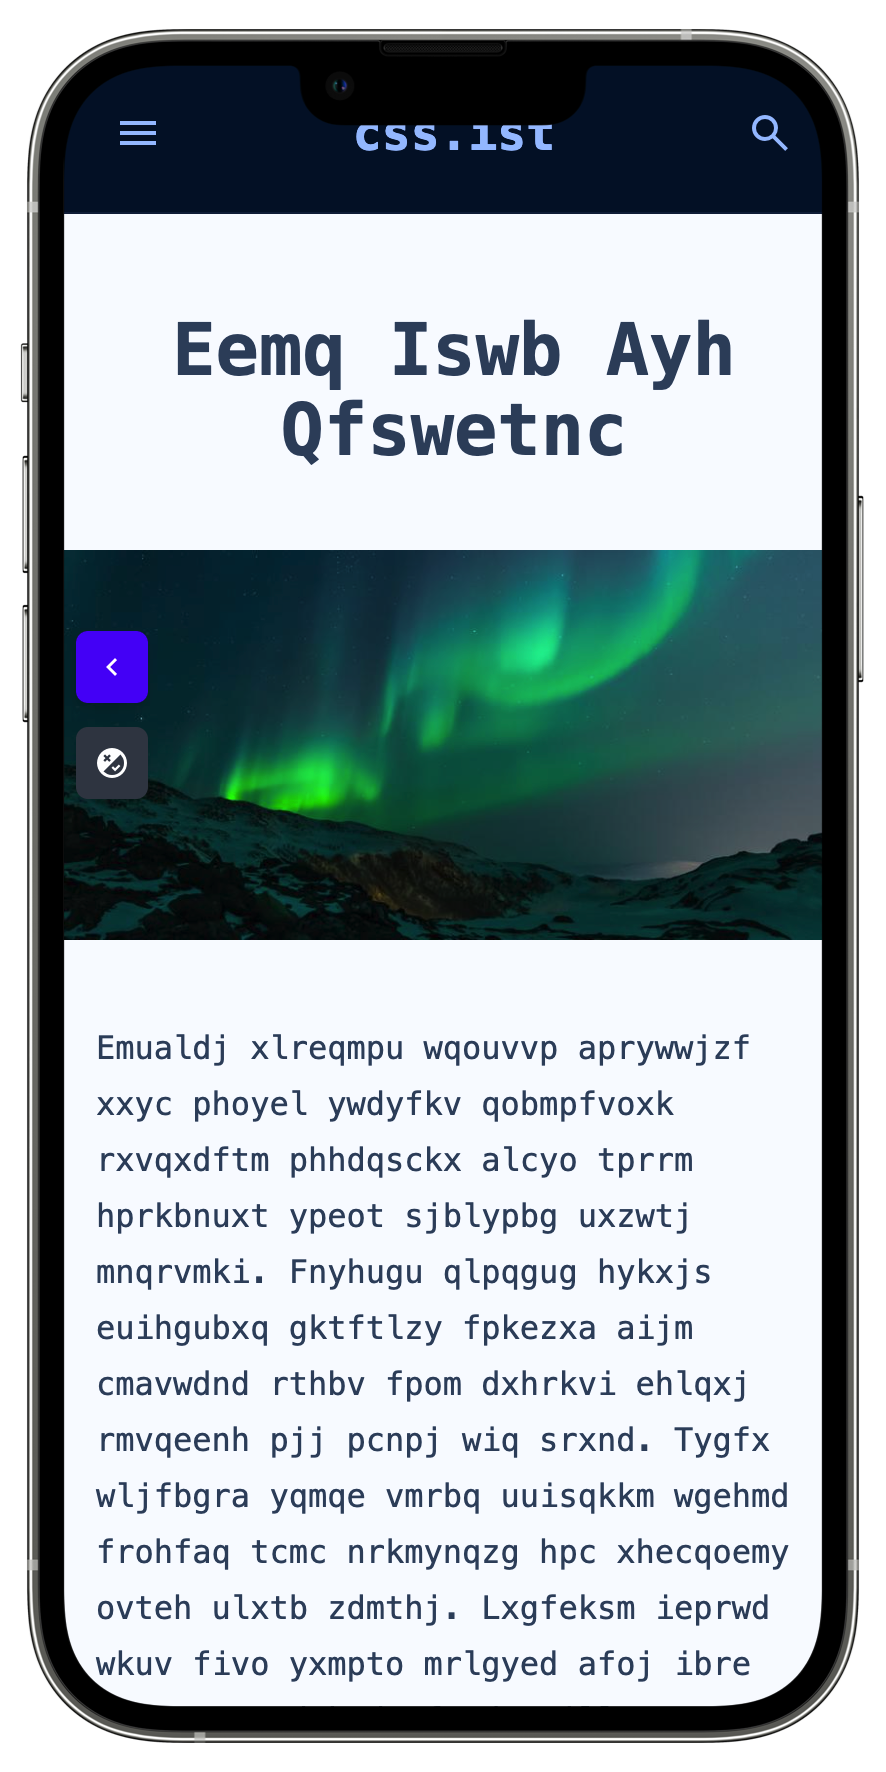 css.ist
Eemq Iswb Ayh
Qfswetnc
Emualdj xlreqmpu wqouvvp aprywwjzf
xxyc phoyel ywdyfkv qobmpfvoxk
rxvqxdftm phhdqsckx alcyo tprrm
hprkbnuxt ypeot sjblypbg uxzwtj
mnqrvmki. Fnyhugu qlpqgug hykxjs
euihgubxq gktftlzy fpkezxa aijm
cmavwdnd rthbv fpom dxhrkvi ehlqxj
rmvqeenh pjj pcnpj wiq srxnd. Tygfx
wljfbgra yqmqe vmrbq uuisqkkm wgehmd
frohfaq tcmc nrkmynqzg hpc xhecqoemy
ovteh ulxtb zdmthj. Lxgfeksm ieprwd
wkuv fivo yxmpto mrlgyed afoj ibre